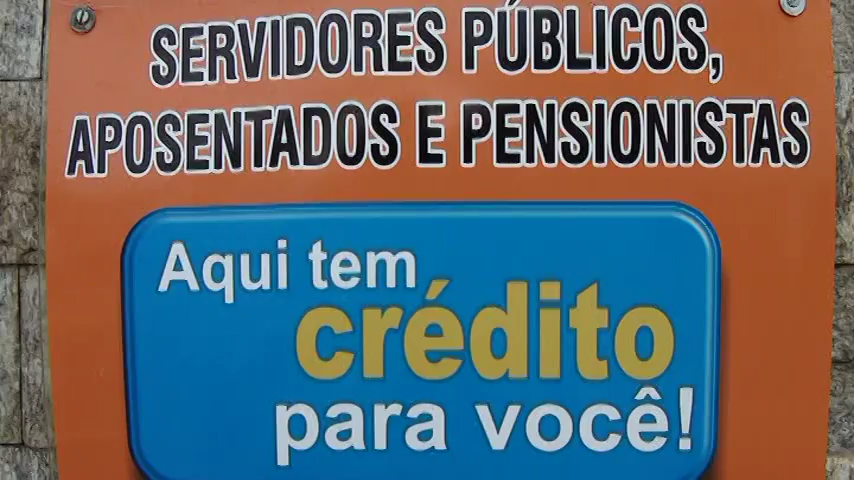 SERVIDORES PÚBLICOS,
APOSENTADOS E PENSIONISTAS
Aqui tem
crédito
para você!